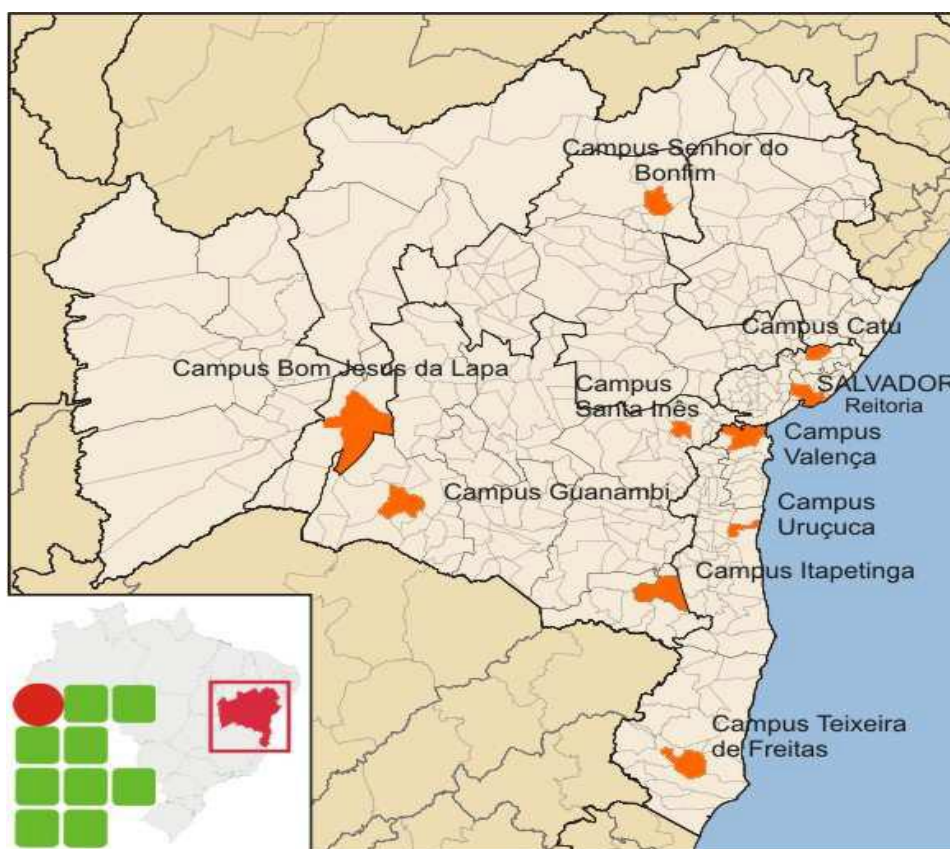 Campus Senhor do
Bonfim
Campus Catu
Campus Bom Jesus da Lapa
Campus
Santa Inês
SALVADOR
Reitoria
Campus
Valença
Campus Guanambi
Campus
Uruçuca
Campus Itapetinga
Campus Teixeira
de Freitas